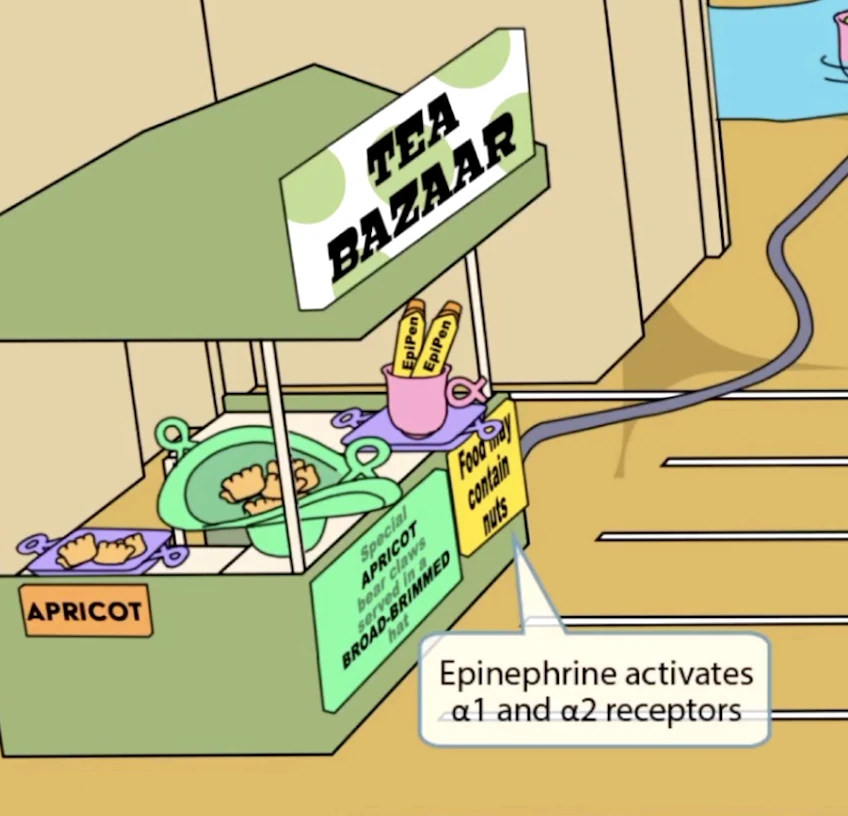 TEA
BAZAAR
EpiPen
EpiPen
Food may
contain
nuts
Special
APRICOT
bear claws
served in a
BROAD-BRIMMED
hat
APRICOT
Epinephrine activates
α1 and α2 receptors